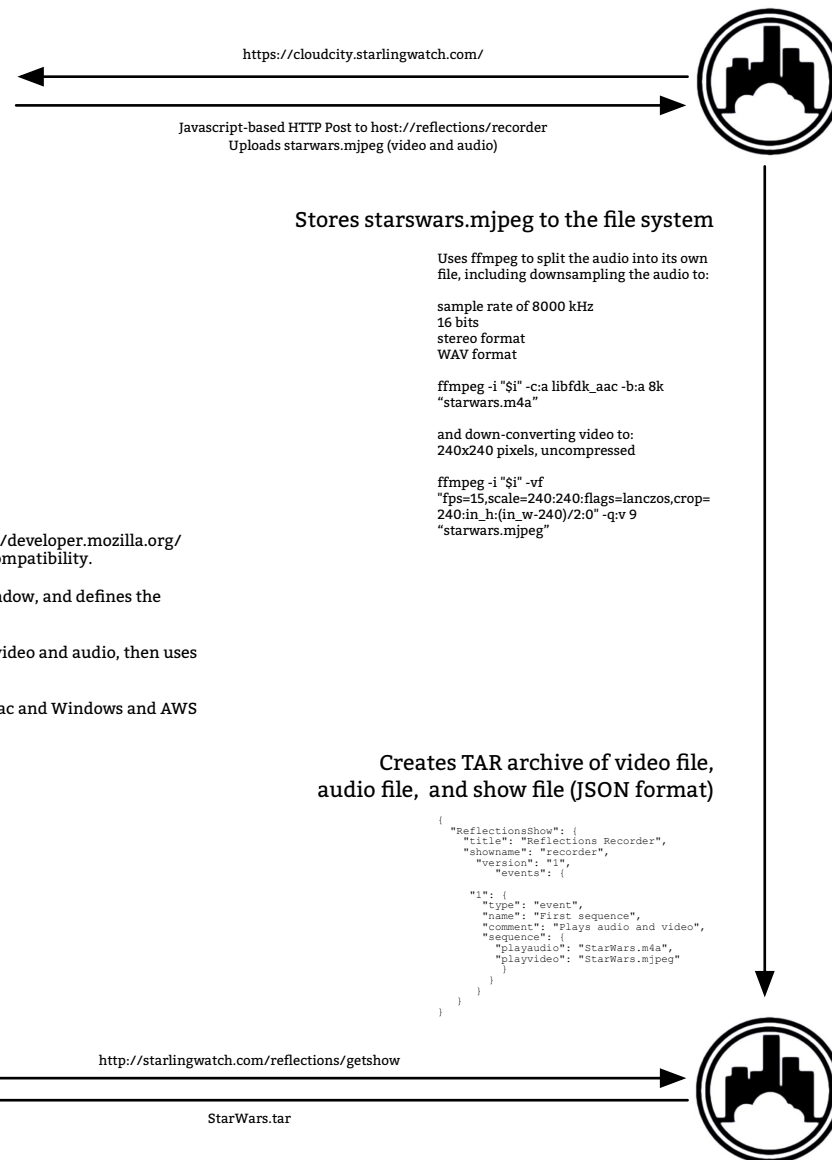 https://cloudcity.starlingwatch.com/
Javascript-based HTTP Post to host://reflections/recorder
Uploads starwars.mjpeg (video and audio)
Stores starswars.mjpeg to the file system
Uses ffmpeg to split the audio into its own
file, including downsampling the audio to:
sample rate of 8000 kHz
16 bits
stereo format
WAV format
ffmpeg -i "$i" -c:a libfdk_aac -b:a 8k
“starwars.m4a”
and down-converting video to:
240x240 pixels, uncompressed
ffmpeg -i "$i" -vf
"fps=15,scale=240:240:flags=lanczos,crop=
240:in_h:(in_w-240)/2:0" -q:v 9
“starwars.mjpeg”
//developer.mozilla.org/
ompatibility.
ndow, and defines the
video and audio, then uses
ac and Windows and AWS
Creates TAR archive of video file,
audio file, and show file (JSON format)
{
"ReflectionsShow": {
"title": "Reflections Recorder",
"showname": "recorder",
"version": "1",
"events": {
"1": {
"type": "event",
"name": "First sequence",
"comment": "Plays audio and video",
"sequence": {
"playaudio": "StarWars.m4a",
"playvideo": "StarWars.mjpeg"
}
}
}
}
}
http://starlingwatch.com/reflections/getshow
StarWars.tar